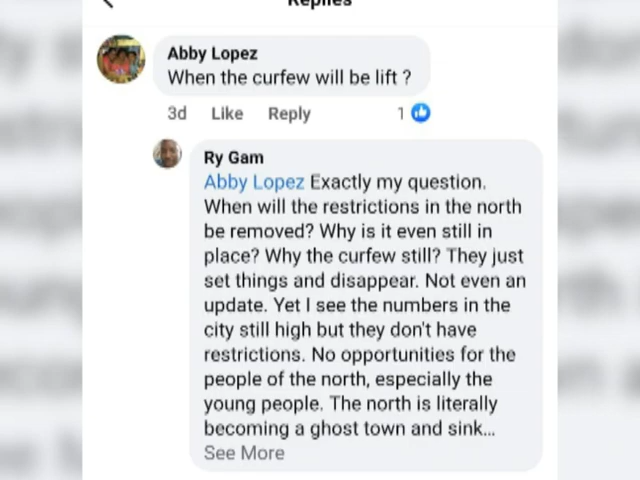 Replies
Abby Lopez
When the curfew will be lift ?
3d Like Reply 1
Ry Gam
Abby Lopez Exactly my question.
When will the restrictions in the north
be removed? Why is it even still in
place? Why the curfew still? They just
set things and disappear. Not even an
update. Yet I see the numbers in the
city still high but they don't have
restrictions. No opportunities for the
people of the north, especially the
young people. The north is literally
becoming a ghost town and sink...
See More